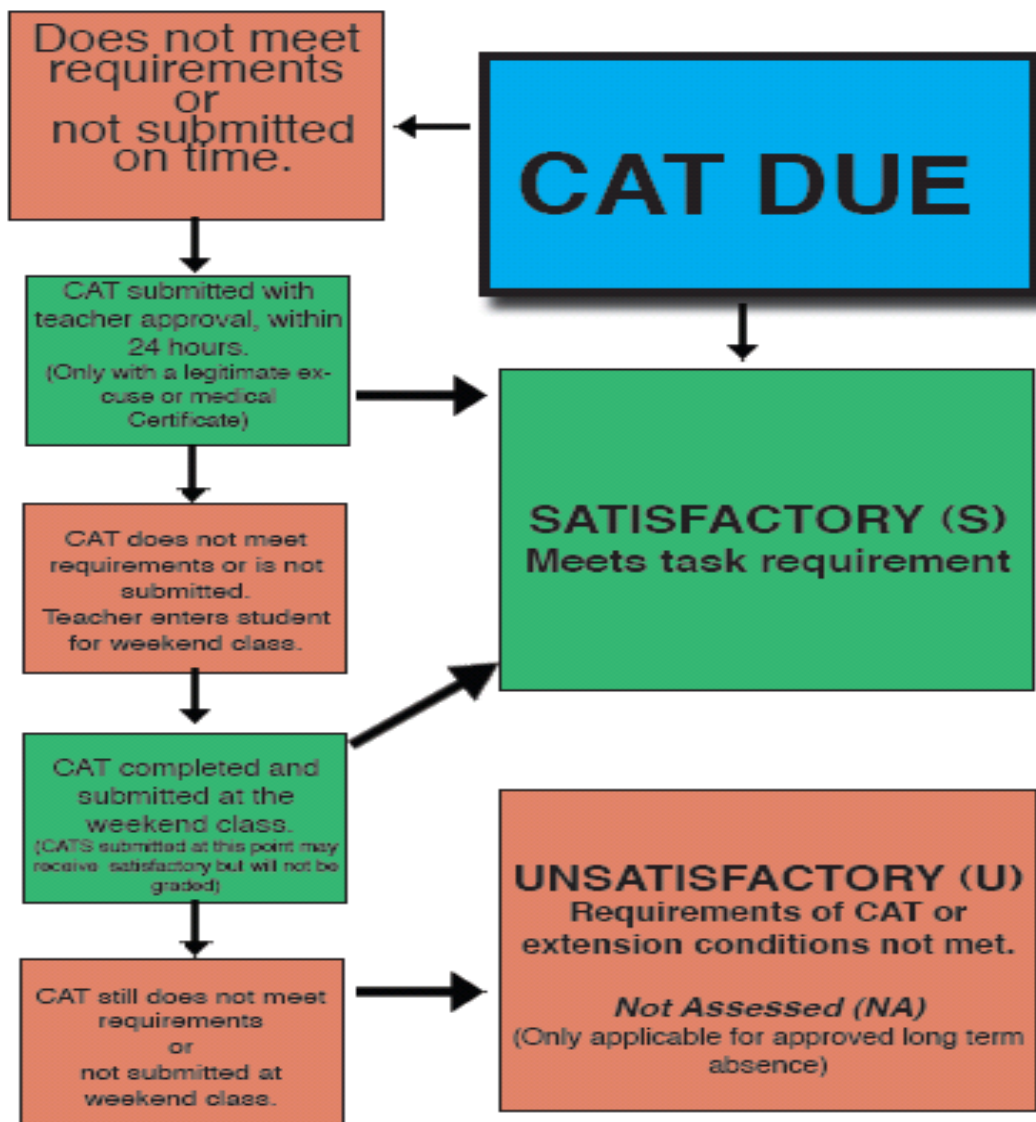 Does not meet
requirements
or
not submitted
on time.
CAT DUE
CAT submitted with
teacher approval, within
24 hours.
(Only with a legitimate ex-
cuse or medical
Certificate)
SATISFACTORY (S)
Meets task requirement
CAT does not meet
requirements or is not
submitted.
Teacher enters student
for weekend class.
CAT completed and
submitted at the
weekend class.
(CATS submitted at this point may
receive satisfactory but will not be
graded)
UNSATISFACTORY (U)
Requirements of CAT or
extension conditions not met.
Not Assessed (NA)
(Only applicable for approved long term
absence)
CAT still does not meet
requirements
or
not submitted at
weekend class.